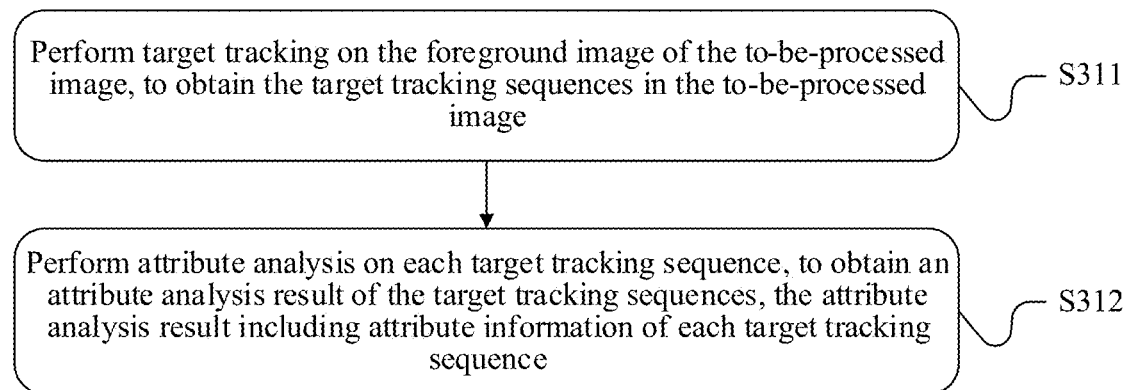 Perform target tracking on the foreground image of the to-be-processed
image, to obtain the target tracking sequences in the to-be-processed
image
S311
Perform attribute analysis on each target tracking sequence, to obtain an
attribute analysis result of the target tracking sequences, the attribute
analysis result including attribute information of each target tracking
sequence
S312